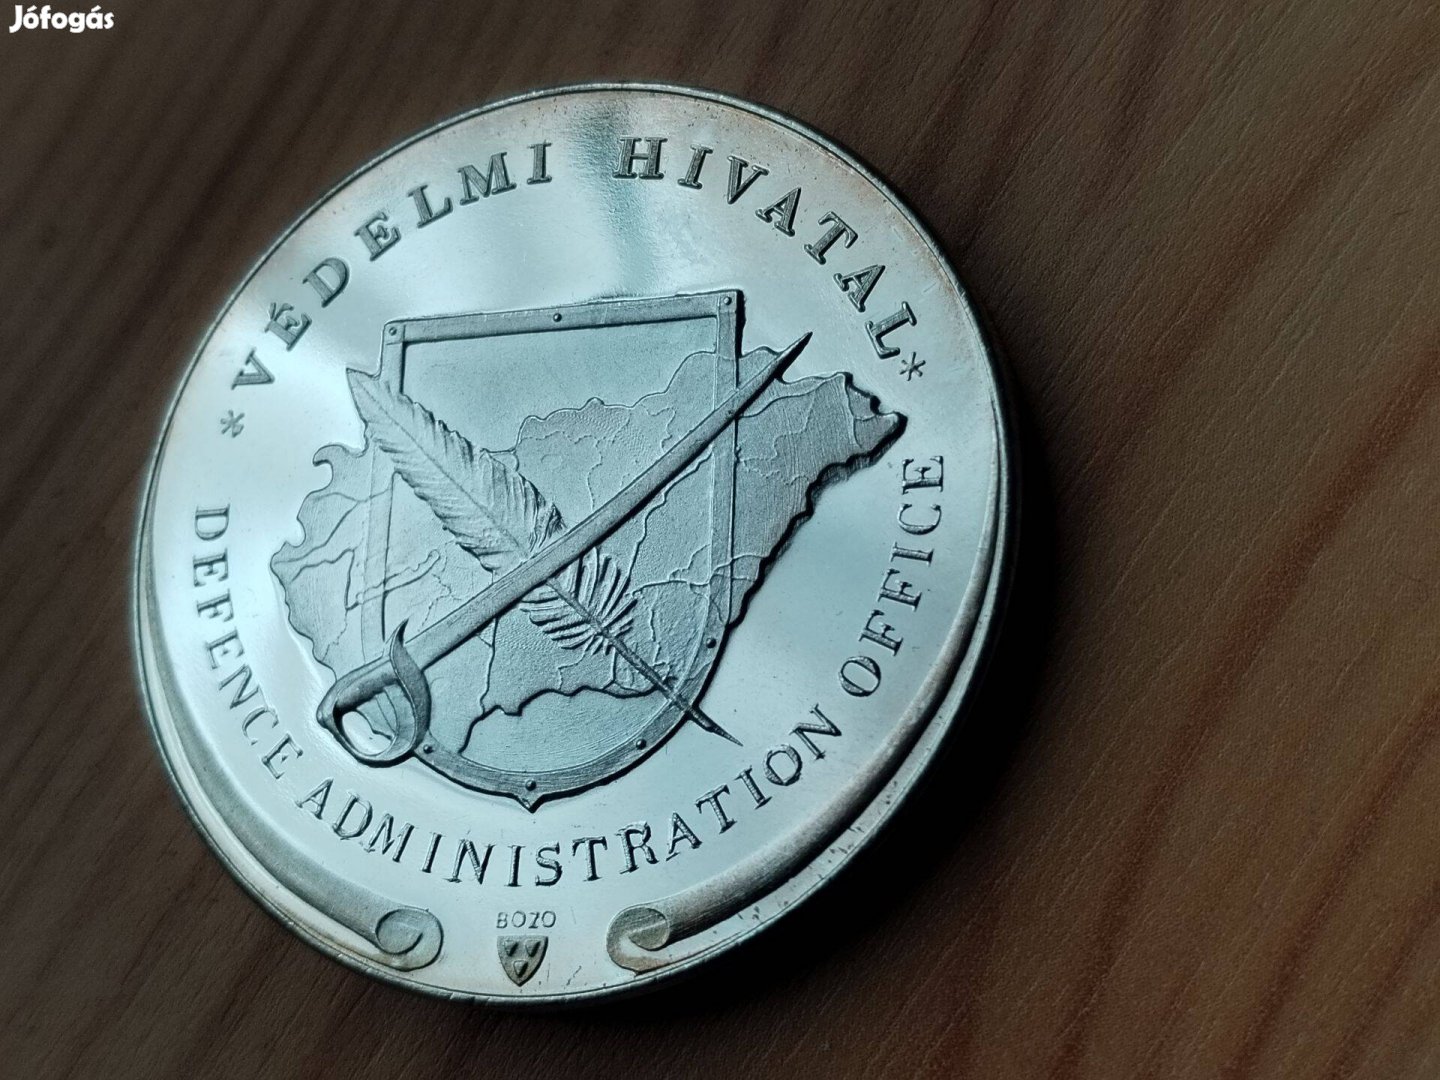 Jófogás
* VÉDELMI HIVATAL *
DEFENCE ADMINISTRATION OFFICE
BOZO